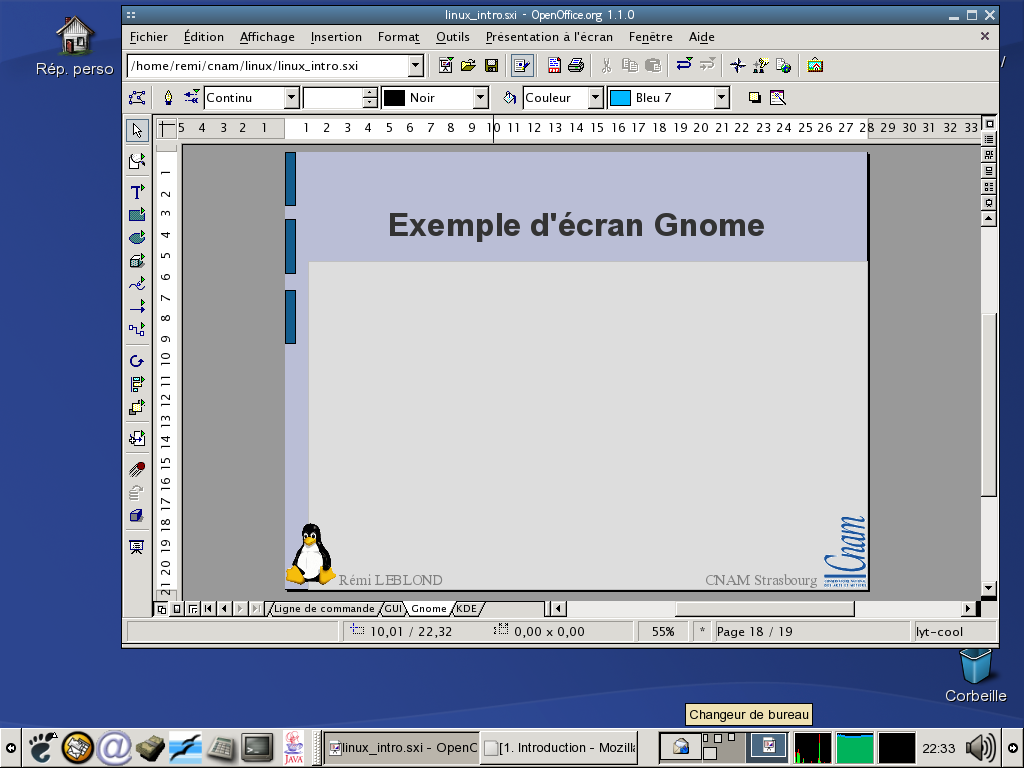 linux_intro.sxi - OpenOffice.org 1.1.0
Rép. perso
Fichier Édition Affichage Insertion Format Outils Présentation à l'écran Fenêtre Aide
/home/remi/cnam/linux/linux_intro.sxi
Continu Noir Couleur Bleu 7
5 4 3 2 1 1 2 3 4 5 6 7 8 9 10 11 12 13 14 15 16 17 18 19 20 21 22 23 24 25 26 27 28 29 30 31 32 33
1 2 3 4 5 6 7 8 9 10 11 12 13 14 15 16 17 18 19 20 21
Exemple d'écran Gnome
Rémi LEBLOND CNAM Strasbourg Cnam
Ligne de commande GUI Gnome KDE
10,01 / 22,32 0,00 x 0,00 55% * Page 18 / 19 lyt-cool
Corbeille
Changeur de bureau
linux_intro.sxi - OpenO [1. Introduction - Mozilla 22:33
JAVA